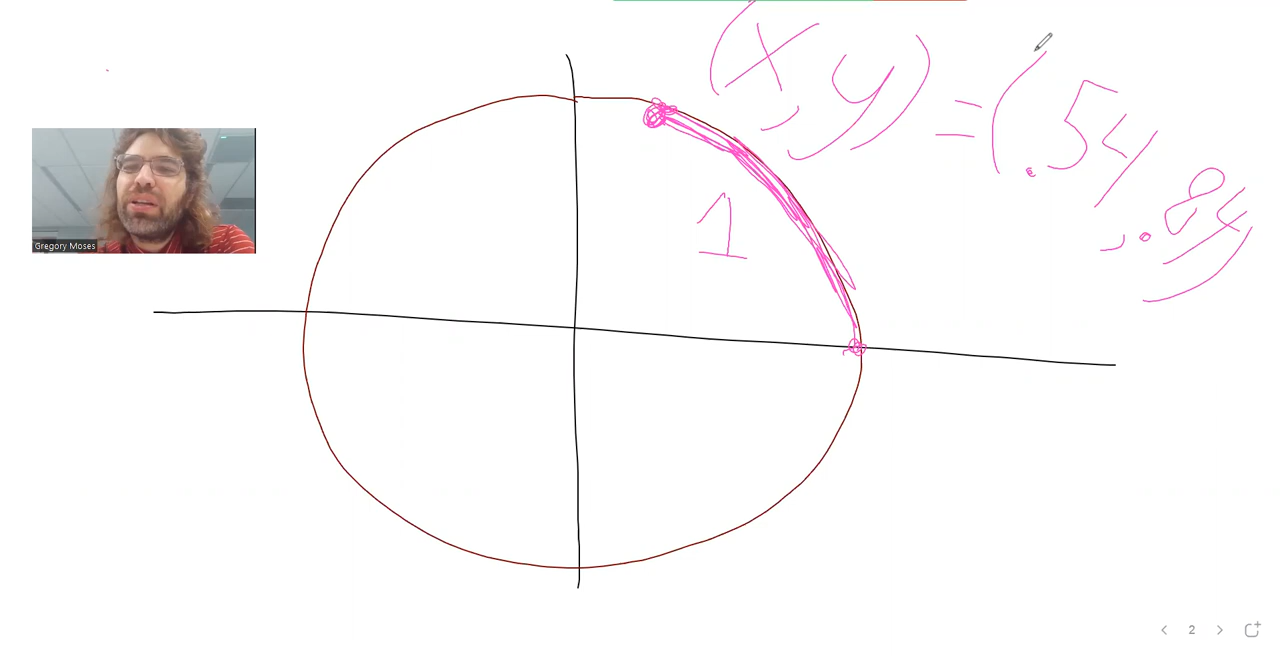 (x, y) = (.54, .84)
1
Gregory Moses
2